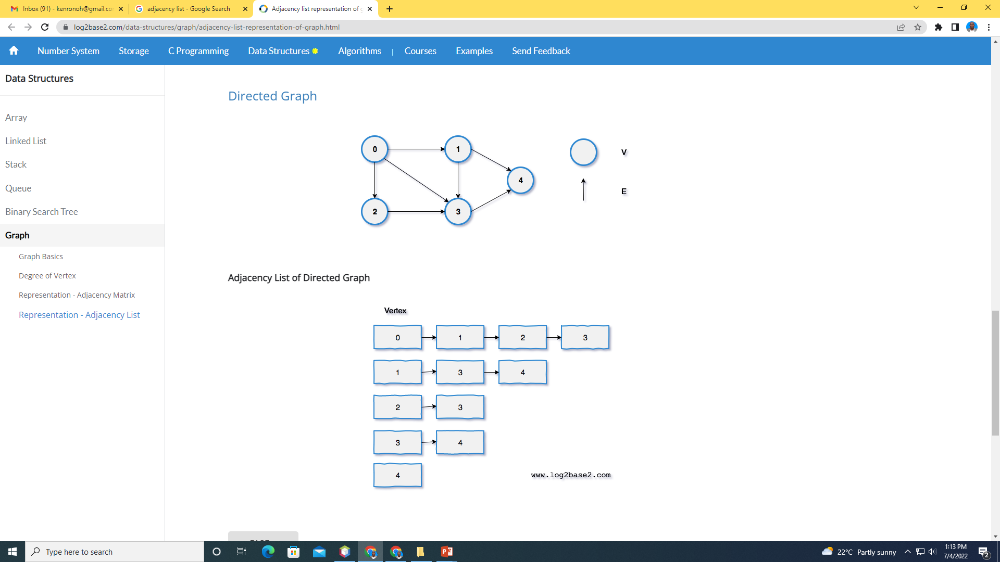 Inbox (91) - kenronoh@gmail.co
adjacency list - Google Search
Adjacency list representation of g
log2base2.com/data-structures/graph/adjacency-list-representation-of-graph.html
Number System Storage C Programming Data Structures Algorithms | Courses Examples Send Feedback
Data Structures
Array
Linked List
Stack
Queue
Binary Search Tree
Graph
Graph Basics
Degree of Vertex
Representation - Adjacency Matrix
Representation - Adjacency List
Directed Graph
0 1 V
4 E
2 3
Adjacency List of Directed Graph
Vertex
0 1 2 3
1 3 4
2 3
3 4
4 www.log2base2.com
Type here to search
22°C Partly sunny
1:13 PM
7/4/2022
2